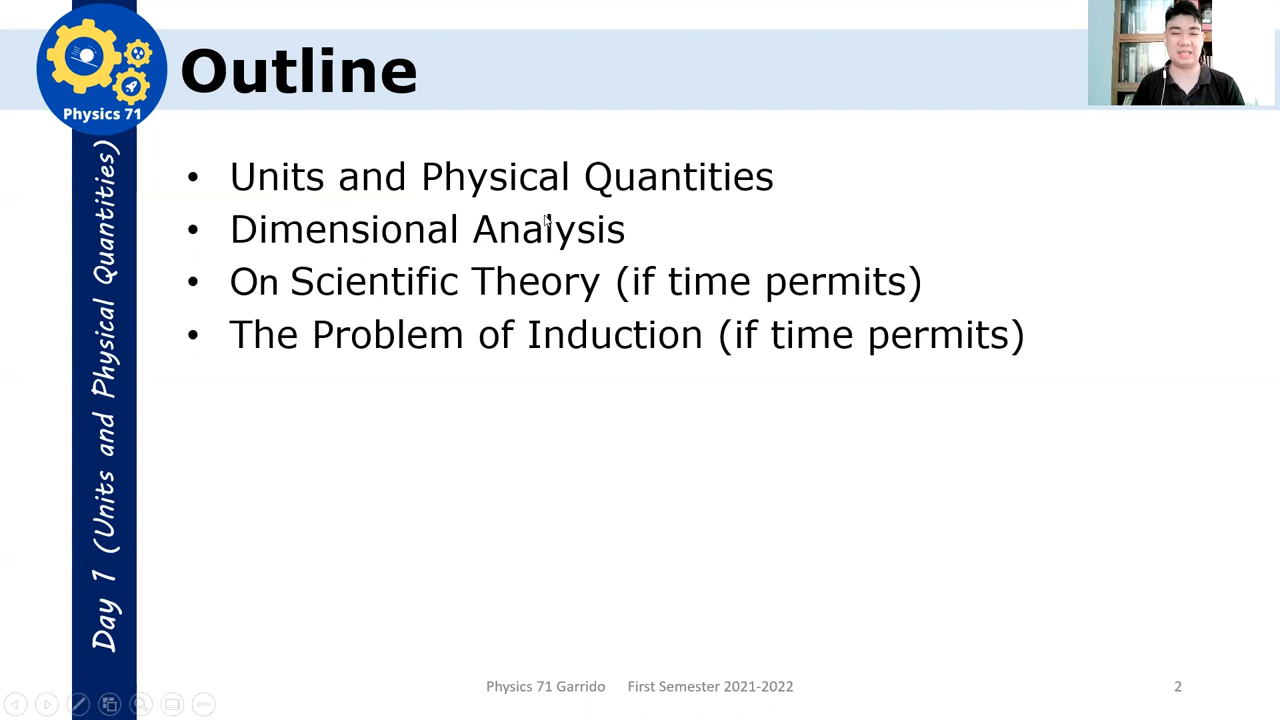 Physics 71
Outline
Day 1 (Units and Physical Quantities)
• Units and Physical Quantities
• Dimensional Analysis
• On Scientific Theory (if time permits)
• The Problem of Induction (if time permits)
Physics 71 Garrido First Semester 2021-2022
2